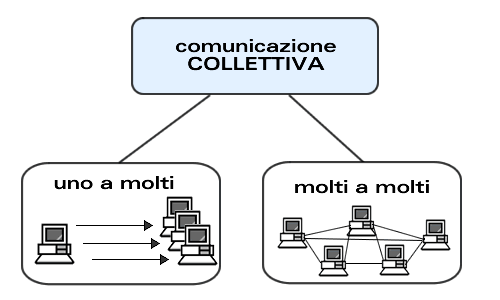 comunicazione
COLLETTIVA
uno a molti
molti a molti